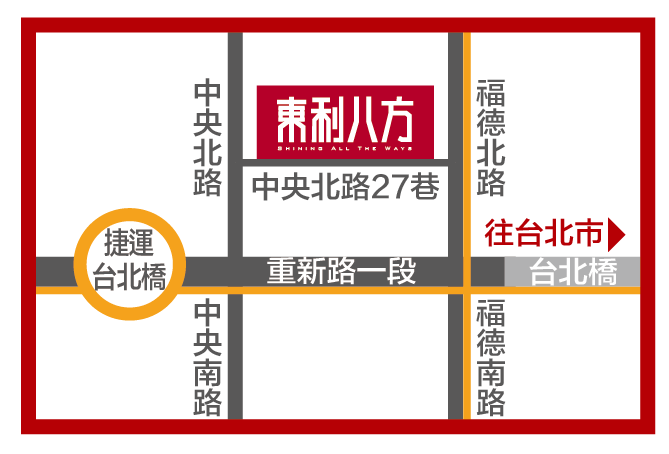 中央北路
東利八方
SHINING ALL THE WAYS
福德北路
中央北路27巷
往台北市
捷運
台北橋
重新路一段
台北橋
中央南路
福德南路